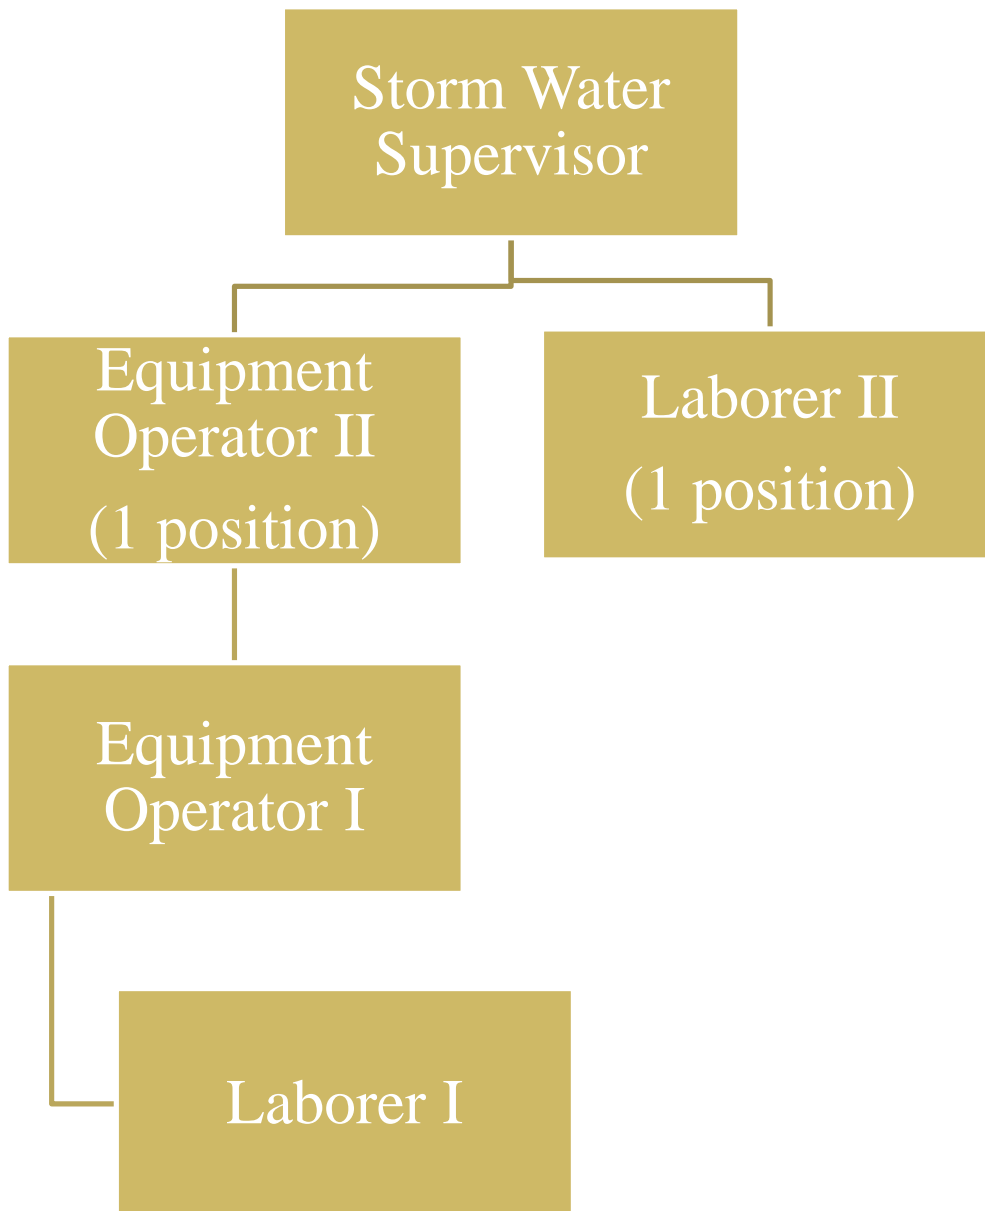 Storm Water
Supervisor
Equipment
Operator II
(1 position)
Laborer II
(1 position)
Equipment
Operator I
Laborer I